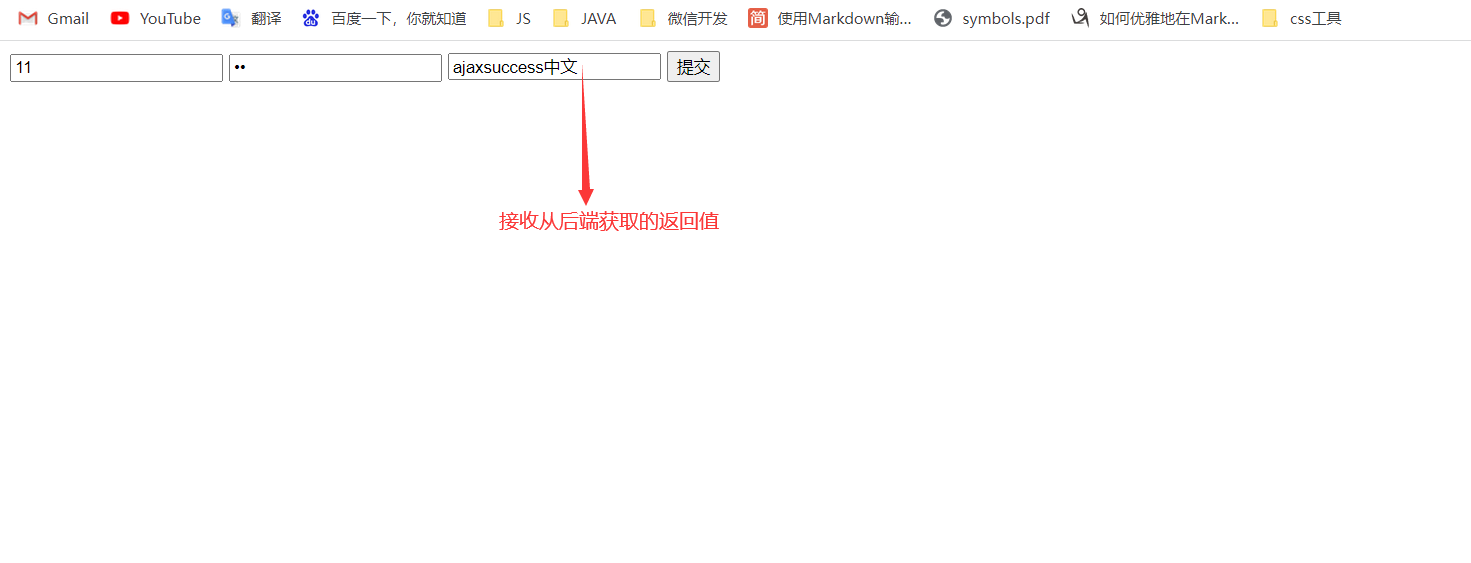 Gmail YouTube 翻译 百度一下，你就知道 JS JAVA 微信开发 简 使用Markdown输... symbols.pdf 如何优雅地在Mark... css工具
11 •• ajaxsuccess中文 提交
接收从后端获取的返回值